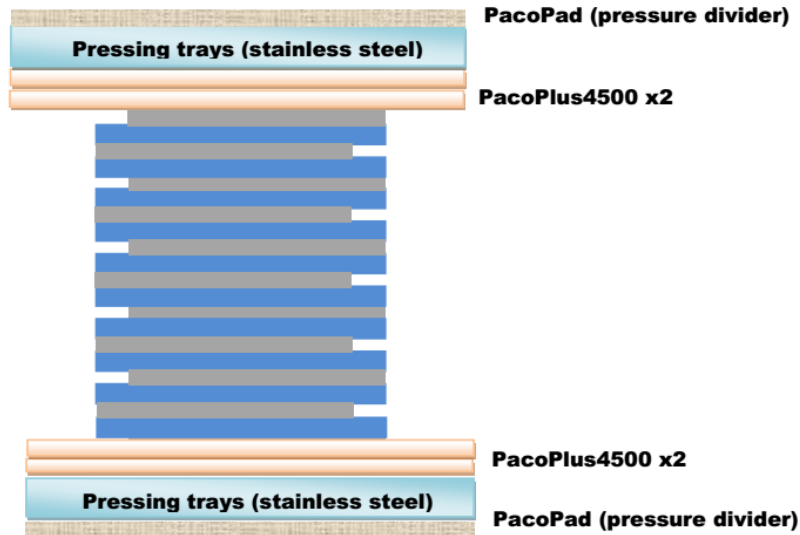 PacoPad (pressure divider)
Pressing trays (stainless steel)
PacoPlus4500 x2
PacoPlus4500 x2
Pressing trays (stainless steel)
PacoPad (pressure divider)